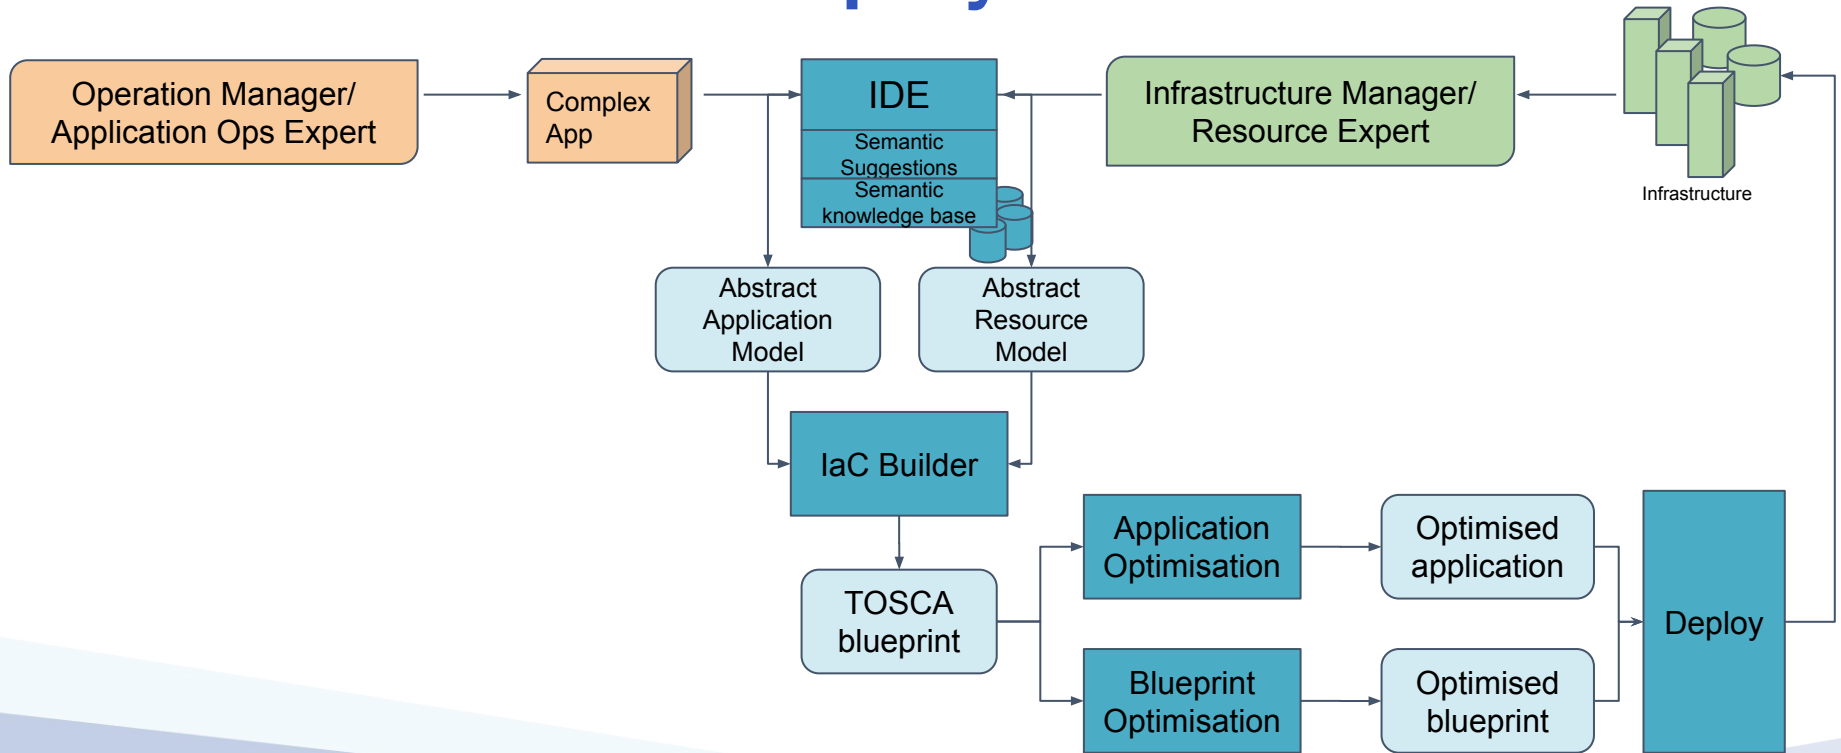 Operation Manager/
Application Ops Expert
Complex
App
IDE
Semantic
Suggestions
Semantic
knowledge base
Infrastructure Manager/
Resource Expert
Infrastructure
Abstract
Application
Model
Abstract
Resource
Model
IaC Builder
TOSCA
blueprint
Application
Optimisation
Optimised
application
Blueprint
Optimisation
Optimised
blueprint
Deploy